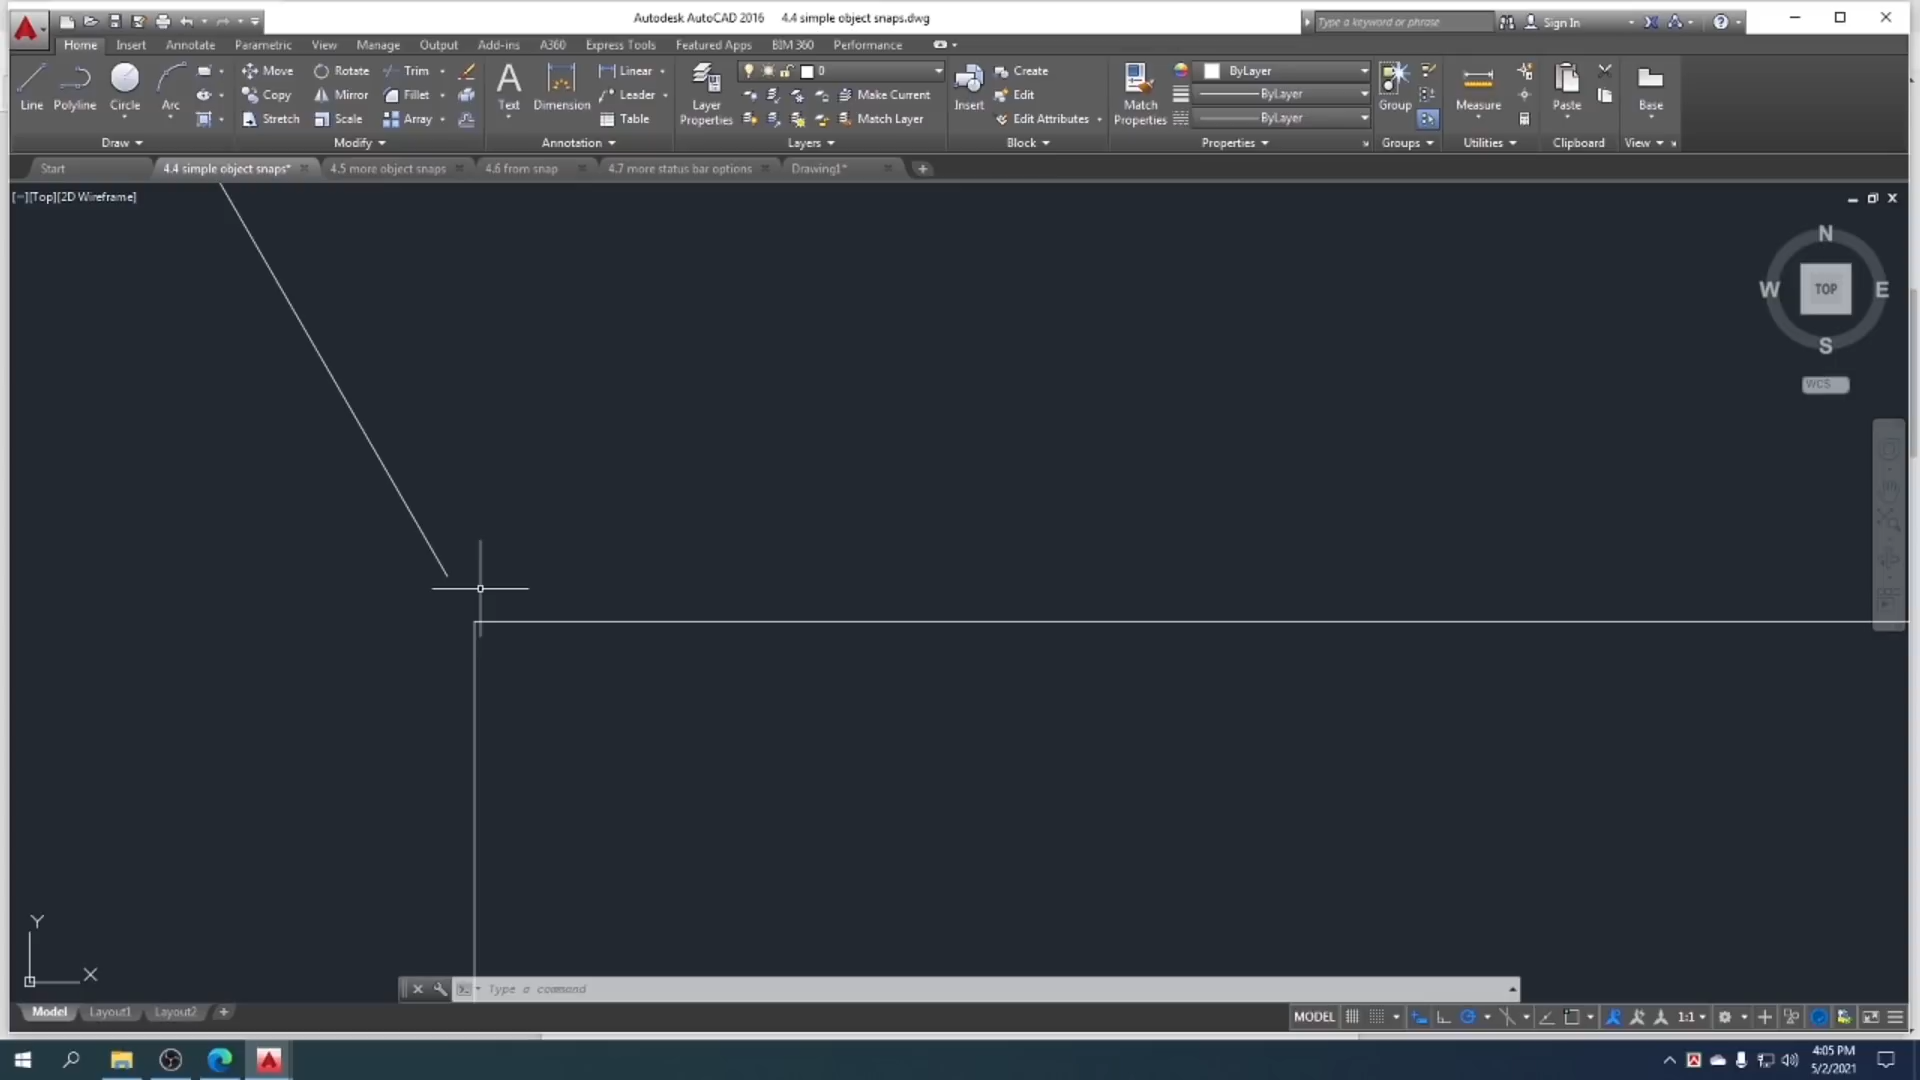 Autodesk AutoCAD 2016 4.4 simple object snaps.dwg
Type a keyword or phrase
Sign In
Home Insert Annotate Parametric View Manage Output Add-ins A360 Express Tools Featured Apps BIM 360 Performance
Line Polyline Circle Arc
Move Rotate Trim
Copy Mirror Fillet
Stretch Scale Array
Text Dimension
Linear
Leader
Table
Layer Properties
0
Make Current
Match Layer
Insert
Create
Edit
Edit Attributes
Match Properties
ByLayer
ByLayer
ByLayer
Group
Measure
Paste
Base
Draw Modify Annotation Layers Block Properties Groups Utilities Clipboard View
Start 4.4 simple object snaps* 4.5 more object snaps 4.6 from snap 4.7 more status bar options Drawing1*
[−][Top][2D Wireframe]
N
W TOP E
S
WCS
Y
X
Type a command
Model Layout1 Layout2
MODEL 1:1
4:05 PM
5/2/2021